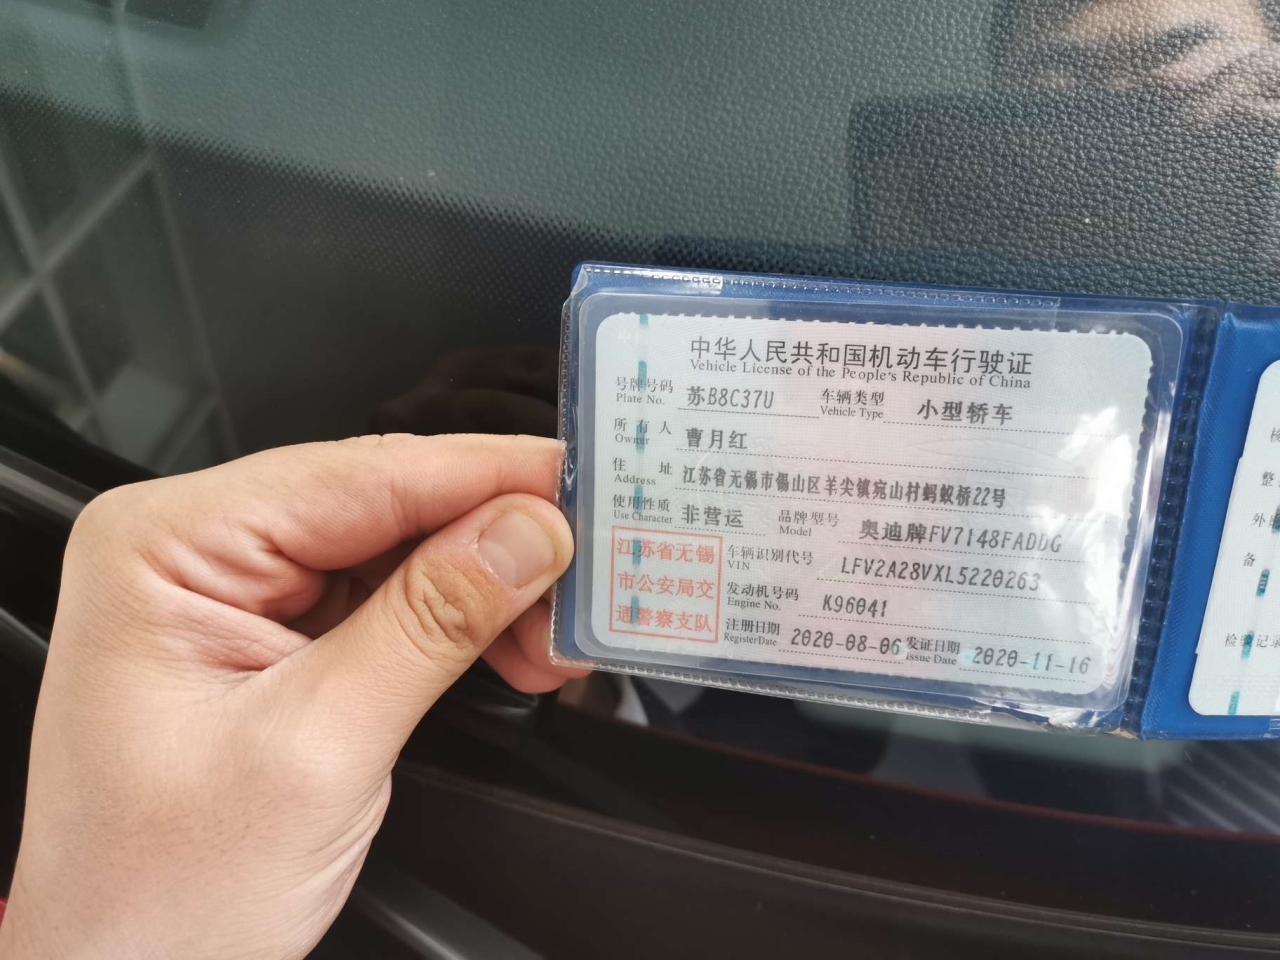 中华人民共和国机动车行驶证
Vehicle License of the People's Republic of China
号牌号码 苏B8C37U 车辆类型 小型轿车
Plate No. Vehicle Type
所有人 曹月红
Owner
住址 江苏省无锡市锡山区羊尖镇宛山村蚂蚁桥22号
Address
使用性质 非营运 品牌型号 奥迪牌FV7148FADDG
Use Character Model
江苏省无锡
市公安局交
通警察支队
车辆识别代号 LFV2A28VXL5220263
VIN
发动机号码 K96041
Engine No.
注册日期 2020-08-06 发证日期 2020-11-16
Register Date Issue Date
检
整
外
备
检验记录